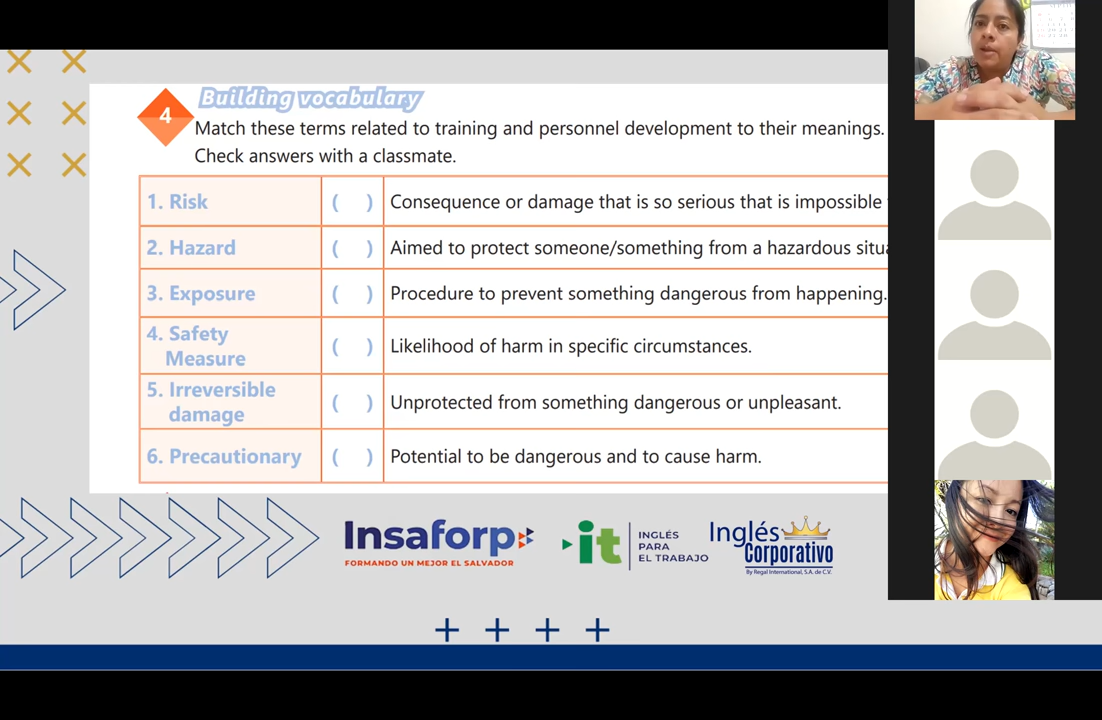 4
Building vocabulary
Match these terms related to training and personnel development to their meanings.
Check answers with a classmate.
1. Risk ( ) Consequence or damage that is so serious that is impossible
2. Hazard ( ) Aimed to protect someone/something from a hazardous
3. Exposure ( ) Procedure to prevent something dangerous from happening.
4. Safety
Measure ( ) Likelihood of harm in specific circumstances.
5. Irreversible
damage ( ) Unprotected from something dangerous or unpleasant.
6. Precautionary ( ) Potential to be dangerous and to cause harm.
Insaforp
FORMANDO UN MEJOR EL SALVADOR
it
INGLÉS
PARA
EL TRABAJO
Inglés
Corporativo
By Regal International, S.A. de C.V.